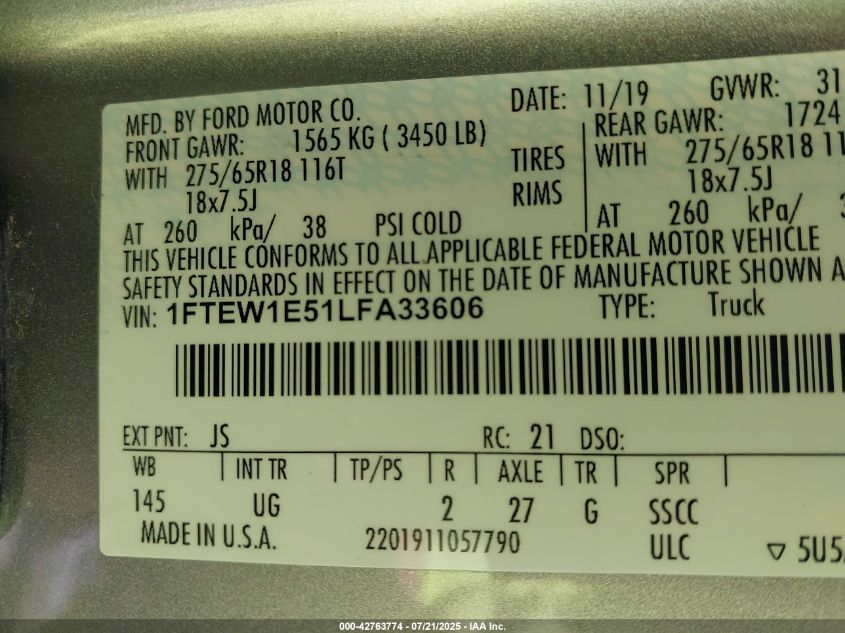 MFD. BY FORD MOTOR CO. DATE: 11/19 GVWR: 31
FRONT GAWR: 1565 KG ( 3450 LB) REAR GAWR: 1724
WITH 275/65R18 116T TIRES WITH 275/65R18 11
18x7.5J RIMS 18x7.5J
AT 260 kPa/ 38 PSI COLD AT 260 kPa/
THIS VEHICLE CONFORMS TO ALL APPLICABLE FEDERAL MOTOR VEHICLE
SAFETY STANDARDS IN EFFECT ON THE DATE OF MANUFACTURE SHOWN A
VIN: 1FTEW1E51LFA33606 TYPE: Truck
EXT PNT: JS RC: 21 DSO:
WB INT TR TP/PS R AXLE TR SPR
145 UG 2 27 G SSCC
MADE IN U.S.A. 2201911057790 ULC ▽ 5U5
000-42763774 - 07/21/2025 - IAA Inc.